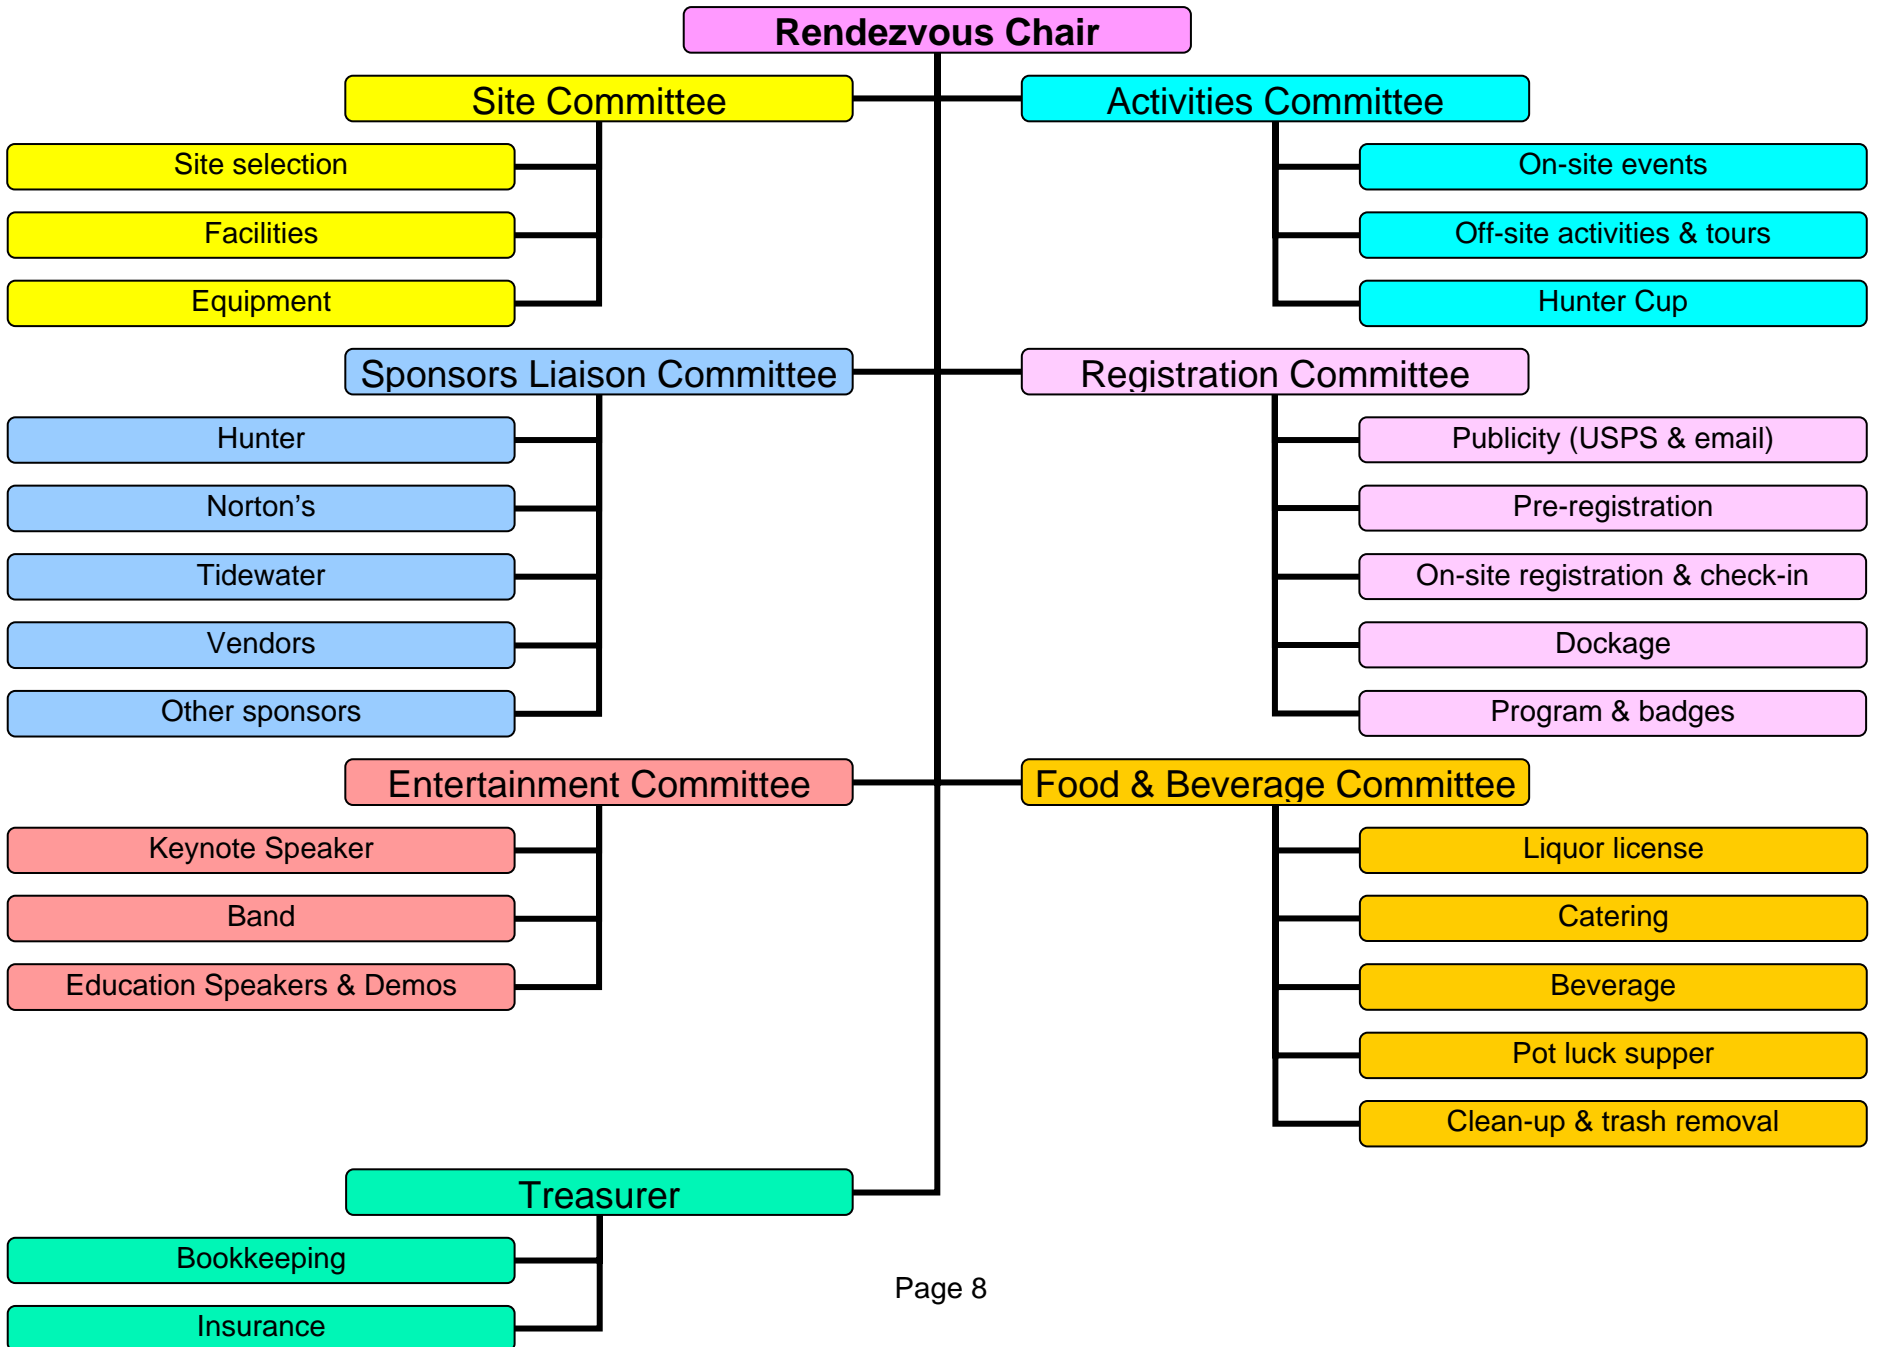 Rendezvous Chair
Site Committee
Activities Committee
Site selection
On-site events
Facilities
Off-site activities & tours
Equipment
Hunter Cup
Sponsors Liaison Committee
Registration Committee
Hunter
Publicity (USPS & email)
Norton’s
Pre-registration
Tidewater
On-site registration & check-in
Vendors
Dockage
Other sponsors
Program & badges
Entertainment Committee
Food & Beverage Committee
Keynote Speaker
Liquor license
Band
Catering
Education Speakers & Demos
Beverage
Pot luck supper
Clean-up & trash removal
Treasurer
Bookkeeping
Page 8
Insurance